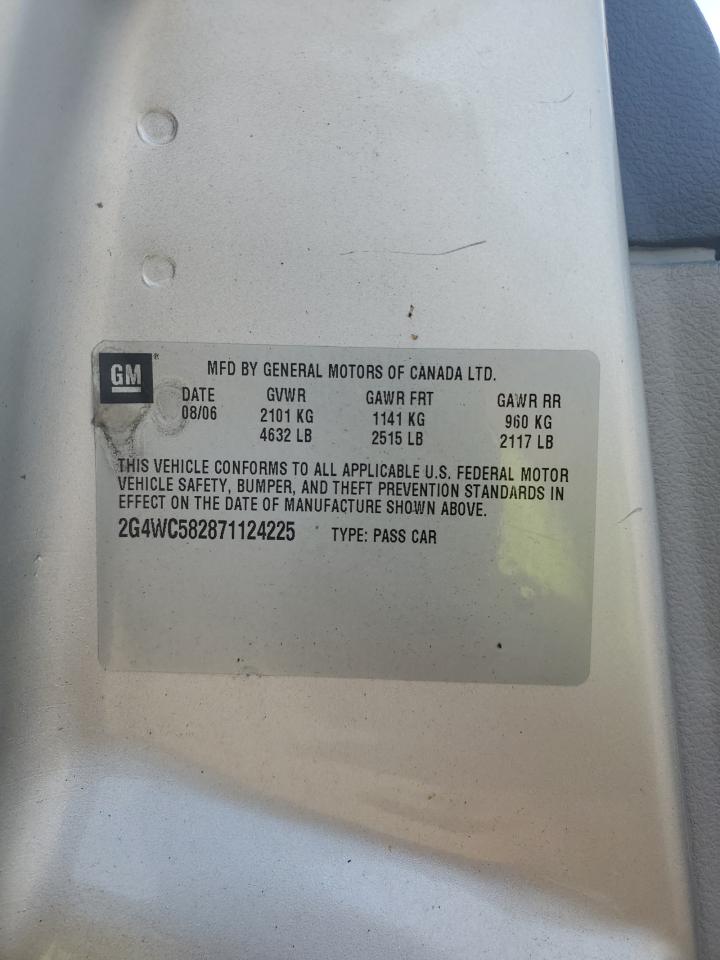 GM®
MFD BY GENERAL MOTORS OF CANADA LTD.
DATE GVWR GAWR FRT GAWR RR
08/06 2101 KG 1141 KG 960 KG
4632 LB 2515 LB 2117 LB
THIS VEHICLE CONFORMS TO ALL APPLICABLE U.S. FEDERAL MOTOR
VEHICLE SAFETY, BUMPER, AND THEFT PREVENTION STANDARDS IN
EFFECT ON THE DATE OF MANUFACTURE SHOWN ABOVE.
2G4WC582871124225 TYPE: PASS CAR